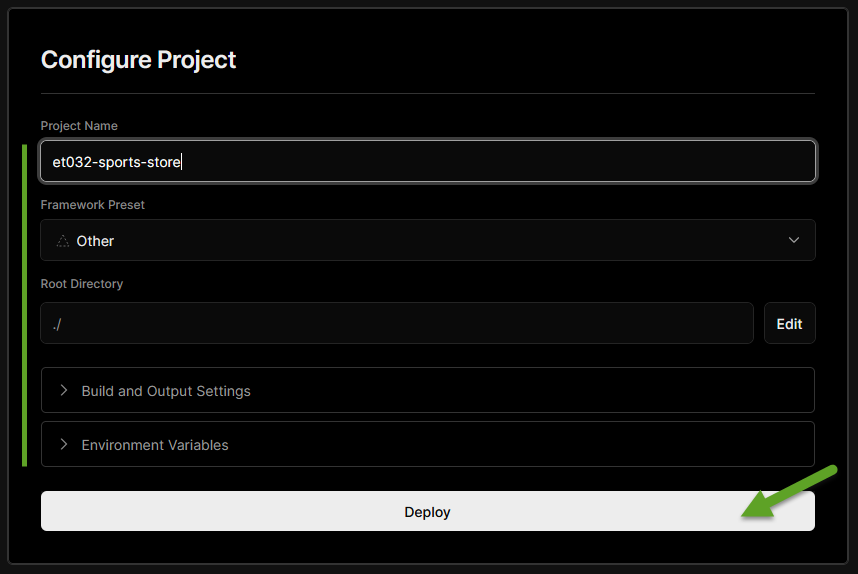 Configure Project
Project Name
et032-sports-store
Framework Preset
Other
Root Directory
./
Edit
Build and Output Settings
Environment Variables
Deploy